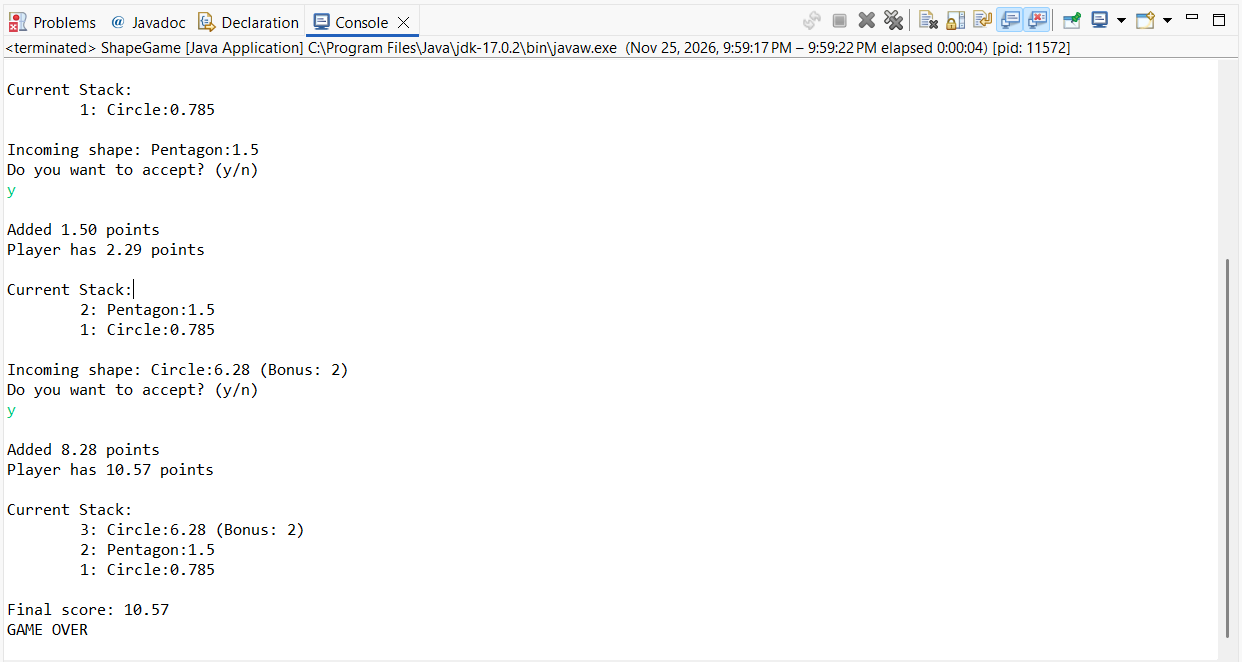 Problems @ Javadoc Declaration Console
<terminated> ShapeGame [Java Application] C:\Program Files\Java\jdk-17.0.2\bin\javaw.exe (Nov 25, 2026, 9:59:17 PM – 9:59:22 PM elapsed 0:00:04) [pid: 11572]
Current Stack:
1: Circle:0.785
Incoming shape: Pentagon:1.5
Do you want to accept? (y/n)
y
Added 1.50 points
Player has 2.29 points
Current Stack:
2: Pentagon:1.5
1: Circle:0.785
Incoming shape: Circle:6.28 (Bonus: 2)
Do you want to accept? (y/n)
y
Added 8.28 points
Player has 10.57 points
Current Stack:
3: Circle:6.28 (Bonus: 2)
2: Pentagon:1.5
1: Circle:0.785
Final score: 10.57
GAME OVER